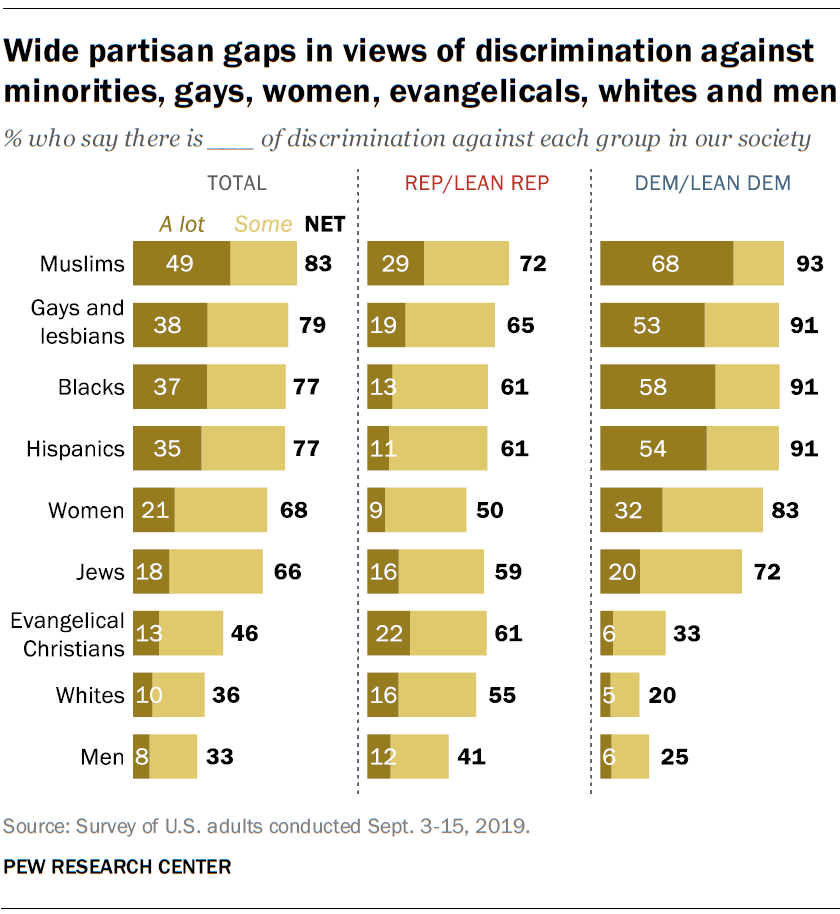 Wide partisan gaps in views of discrimination against
minorities, gays, women, evangelicals, whites and men
% who say there is ___ of discrimination against each group in our society
TOTAL REP/LEAN REP DEM/LEAN DEM
A lot Some NET
Muslims 49 83 29 72 68 93
Gays and
lesbians 38 79 19 65 53 91
Blacks 37 77 13 61 58 91
Hispanics 35 77 11 61 54 91
Women 21 68 9 50 32 83
Jews 18 66 16 59 20 72
Evangelical
Christians 13 46 22 61 6 33
Whites 10 36 16 55 5 20
Men 8 33 12 41 6 25
Source: Survey of U.S. adults conducted Sept. 3-15, 2019.
PEW RESEARCH CENTER